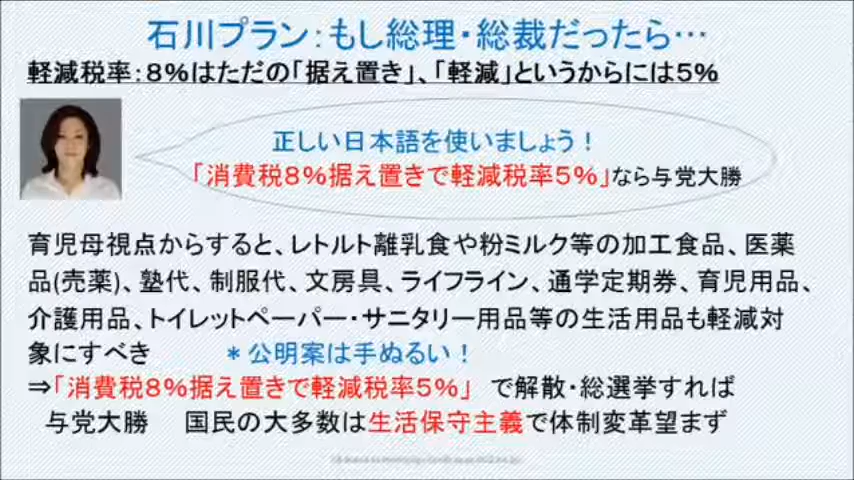 石川プラン：もし総理・総裁だったら…
軽減税率：８％はただの「据え置き」、「軽減」というからには５％
正しい日本語を使いましょう！
「消費税８％据え置きで軽減税率５％」なら与党大勝
育児母視点からすると、レトルト離乳食や粉ミルク等の加工食品、医薬
品(売薬)、塾代、制服代、文房具、ライフライン、通学定期券、育児用品、
介護用品、トイレットペーパー・サニタリー用品等の生活用品も軽減対
象にすべき　　　＊公明案は手ぬるい！
⇒「消費税８％据え置きで軽減税率５％」　で解散・総選挙すれば
与党大勝　国民の大多数は生活保守主義で体制変革望まず